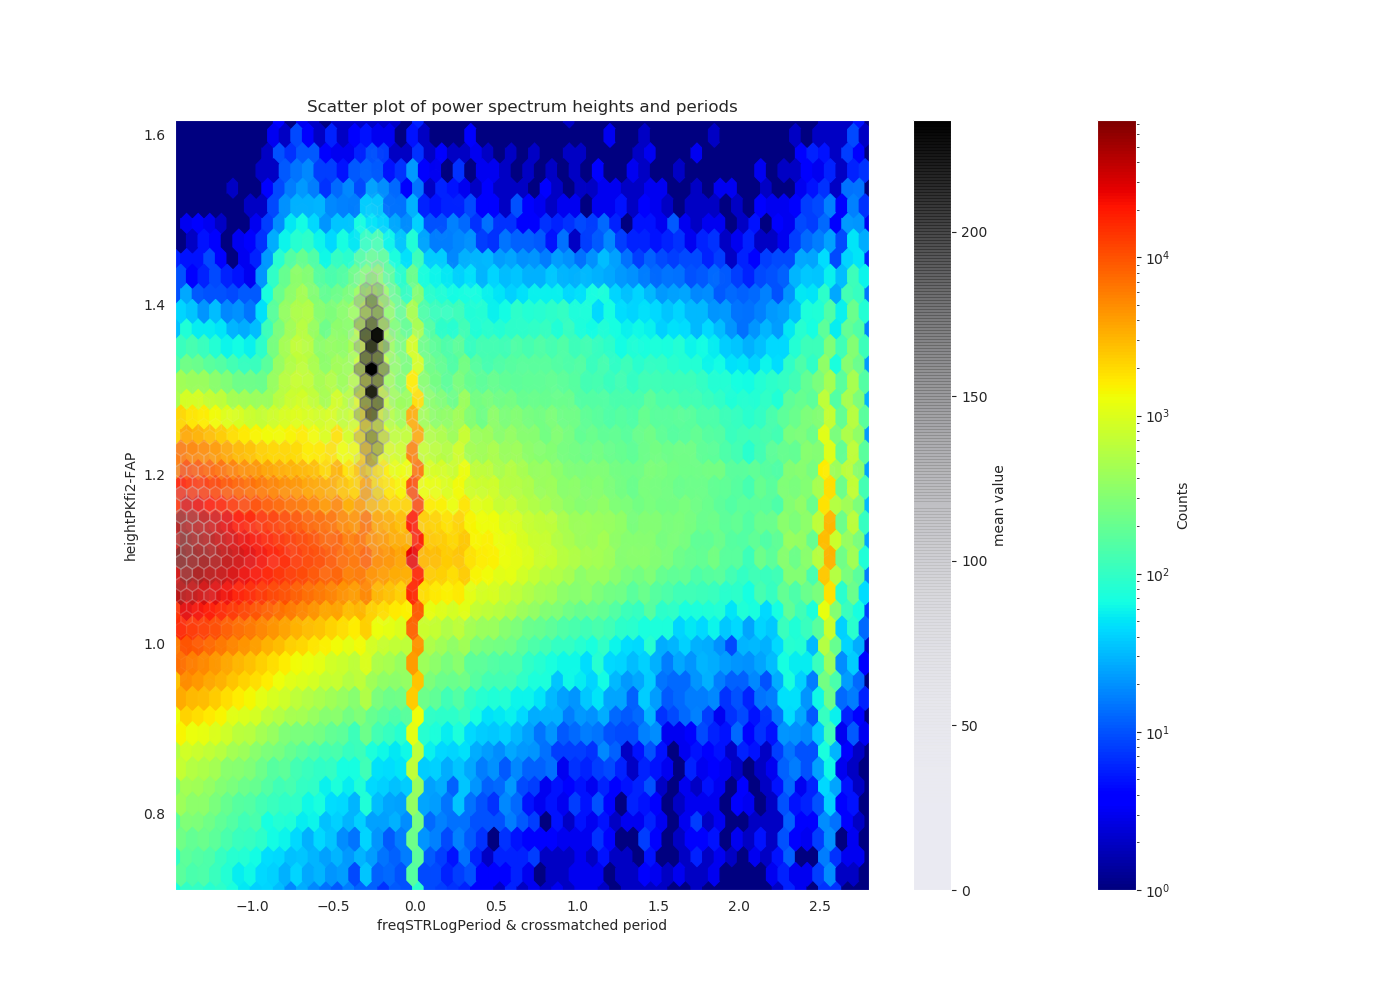 Scatter plot of power spectrum heights and periods
1.6
1.4
1.2
1.0
0.8
heightPKfi2-FAP
−1.0 −0.5 0.0 0.5 1.0 1.5 2.0 2.5
freqSTRLogPeriod & crossmatched period
200
150
100
50
0
mean value
10^4
10^3
10^2
10^1
10^0
Counts